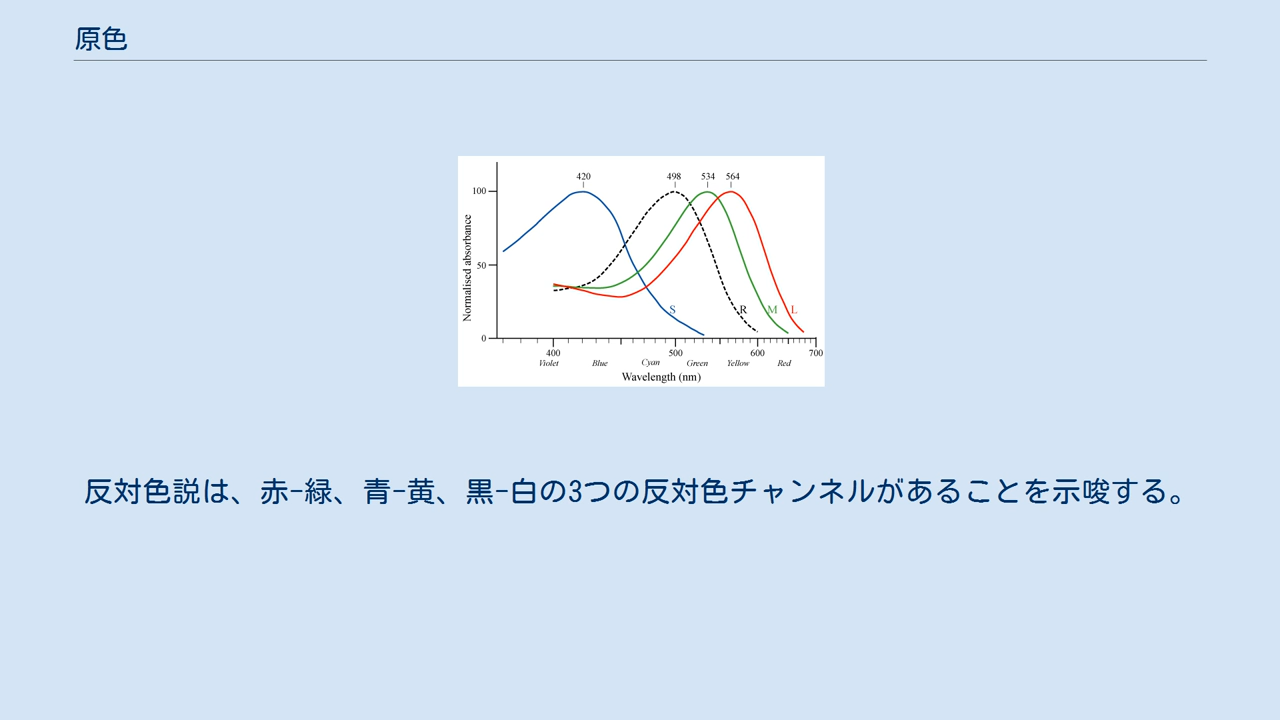 原色
420 498 534 564
100
50
0
Normalised absorbance
S R M L
400 500 600 700
Violet Blue Cyan Green Yellow Red
Wavelength (nm)
反対色説は、赤-緑、青-黄、黒-白の3つの反対色チャンネルがあることを示唆する。